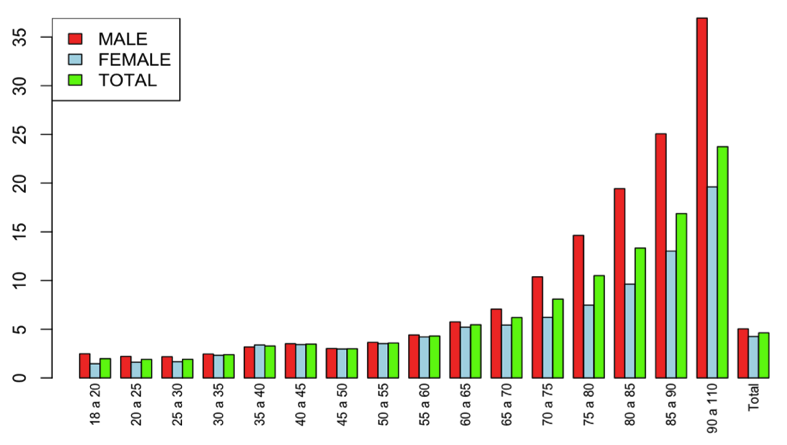 MALE
FEMALE
TOTAL
35
30
25
20
15
10
5
0
18 a 20
20 a 25
25 a 30
30 a 35
35 a 40
40 a 45
45 a 50
50 a 55
55 a 60
60 a 65
65 a 70
70 a 75
75 a 80
80 a 85
85 a 90
90 a 110
Total